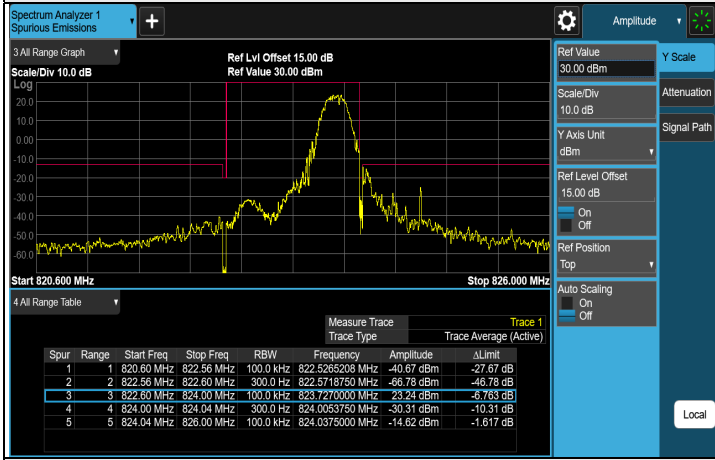 Spectrum Analyzer 1
Spurious Emissions
Amplitude
3 All Range Graph
Ref Lvl Offset 15.00 dB
Scale/Div 10.0 dB
Ref Value 30.00 dBm
Log
20.0
10.0
0.00
-10.0
-20.0
-30.0
-40.0
-50.0
-60.0
Start 820.600 MHz
Stop 826.000 MHz
4 All Range Table
Measure Trace Trace 1
Trace Type Trace Average (Active)
Spur Range Start Freq Stop Freq RBW Frequency Amplitude ΔLimit
1 1 820.60 MHz 822.56 MHz 100.0 kHz 822.5265208 MHz -40.67 dBm -27.67 dB
2 2 822.56 MHz 822.60 MHz 300.0 Hz 822.5718750 MHz -66.78 dBm -46.78 dB
3 3 822.60 MHz 824.00 MHz 100.0 kHz 823.7270000 MHz 23.24 dBm -6.763 dB
4 4 824.00 MHz 824.04 MHz 300.0 Hz 824.0053750 MHz -30.31 dBm -10.31 dB
5 5 824.04 MHz 826.00 MHz 100.0 kHz 824.0375000 MHz -14.62 dBm -1.617 dB
Ref Value
30.00 dBm
Scale/Div
10.0 dB
Y Axis Unit
dBm
Ref Level Offset
15.00 dB
On
Off
Ref Position
Top
Auto Scaling
On
Off
Y Scale
Attenuation
Signal Path
Local